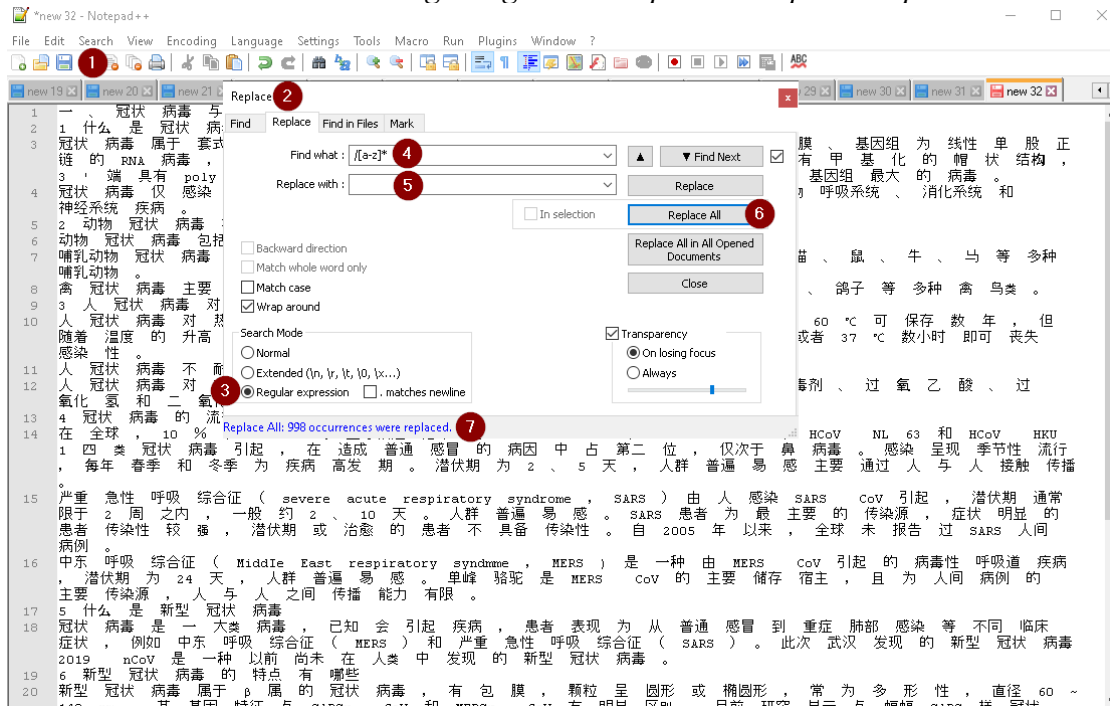 *new 32 - Notepad++
File Edit Search View Encoding Language Settings Tools Macro Run Plugins Window ?
1
ABC
new 19 new 20 new 21 29 new 30 new 31 new 32
Replace 2
Find Replace Find in Files Mark
Find what : /[a-z]* 4
▲ ▼ Find Next
Replace with : 5
Replace
In selection
Replace All 6
Backward direction
Replace All in All Opened Documents
Match whole word only
Match case
Close
Wrap around
Search Mode
Normal
Extended (\n, \r, \t, \0, \x...)
3 Regular expression . matches newline
Transparency
On losing focus
Always
Replace All: 998 occurrences were replaced. 7
1 一 、 冠状 病毒 与
2 1 什么 是 冠状 病
3 冠状 病毒 属于 套式 膜 、 基因组 为 线性 单 股 正
链 的 RNA 病毒 , 有 甲 基 化 的 帽 状 结构 ,
3 ' 端 具有 poly 基因组 最大 的 病毒 。
4 冠状 病毒 仅 感染 呼吸系统 、 消化系统 和
神经系统 疾病 。
5 2 动物 冠状 病毒
6 动物 冠状 病毒 包括
7 哺乳动物 冠状 病毒 猫 、 鼠 、 牛 、 马 等 多种
哺乳动物 。
8 禽 冠状 病毒 主要 、 鸽子 等 多种 禽 鸟类 。
9 3 人 冠状 病毒 对
10 人 冠状 病毒 对 热 60 ℃ 可 保存 数 年 , 但
随着 温度 的 升高 或者 37 ℃ 数小时 即可 丧失
感染 性 。
11 人 冠状 病毒 不 耐
12 人 冠状 病毒 对 毒剂 、 过 氧 乙 酸 、 过
氧化 氢 和 二 氧
13 4 冠状 病毒 的 流
14 在 全球 , 10 % HCoV NL 63 和 HCoV HKU
1 四 类 冠状 病毒 引起 , 在 造成 普通 感冒 的 病因 中 占 第二 位 , 仅次于 鼻 病毒 。 感染 呈现 季节性 流行
, 每年 春季 和 冬季 为 疾病 高发 期 。 潜伏期 为 2 、 5 天 , 人群 普遍 易 感 主要 通过 人 与 人 接触 传播
。
15 严重 急性 呼吸 综合征 ( severe acute respiratory syndrome , SARS ) 由 人 感染 SARS CoV 引起 , 潜伏期 通常
限于 2 周 之内 , 一般 约 2 、 10 天 。 人群 普遍 易 感 。 SARS 患者 为 最 主要 的 传染源 , 症状 明显 的
患者 传染性 较 强 , 潜伏期 或 治愈 的 患者 不 具备 传染性 。 自 2005 年 以来 , 全球 未 报告 过 SARS 人间
病例 。
16 中东 呼吸 综合征 ( MiddIe East respiratory syndmme , MERS ) 是 一种 由 MERS CoV 引起 的 病毒性 呼吸道 疾病
, 潜伏期 为 24 天 , 人群 普遍 易 感 。 单峰 骆驼 是 MERS CoV 的 主要 储存 宿主 , 且 为 人间 病例 的
主要 传染源 , 人 与 人 之间 传播 能力 有限 。
17 5 什么 是 新型 冠状 病毒
18 冠状 病毒 是 一 大类 病毒 , 已知 会 引起 疾病 , 患者 表现 为 从 普通 感冒 到 重症 肺部 感染 等 不同 临床
症状 , 例如 中东 呼吸 综合征 ( MERS ) 和 严重 急性 呼吸 综合征 ( SARS ) 。 此次 武汉 发现 的 新型 冠状 病毒
2019 nCoV 是 一种 以前 尚未 在 人类 中 发现 的 新型 冠状 病毒 。
19 6 新型 冠状 病毒 的 特点 有 哪些
20 新型 冠状 病毒 属于 β 属 的 冠状 病毒 , 有 包 膜 , 颗粒 呈 圆形 或 椭圆形 , 常 为 多 形 性 , 直径 60 ~